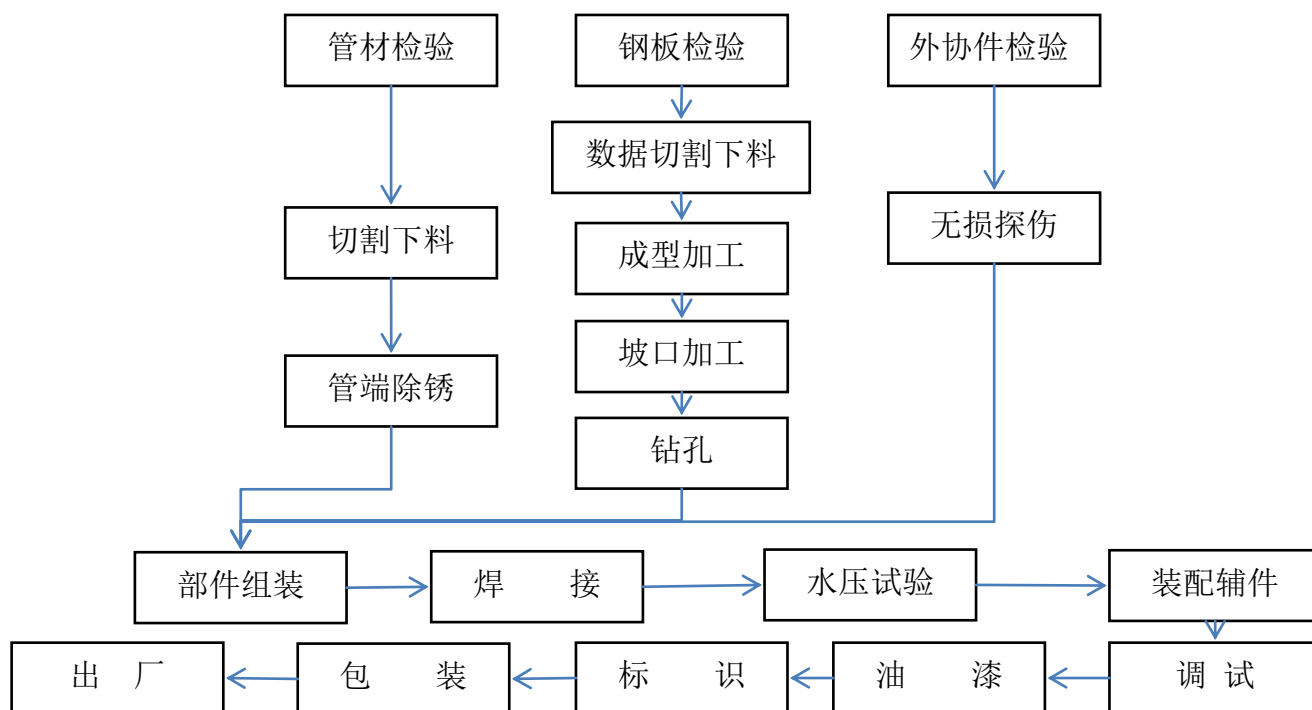 管材检验
钢板检验
外协件检验
数据切割下料
切割下料
无损探伤
成型加工
坡口加工
管端除锈
钻孔
部件组装
焊 接
水压试验
装配辅件
出 厂
包 装
标 识
油 漆
调 试